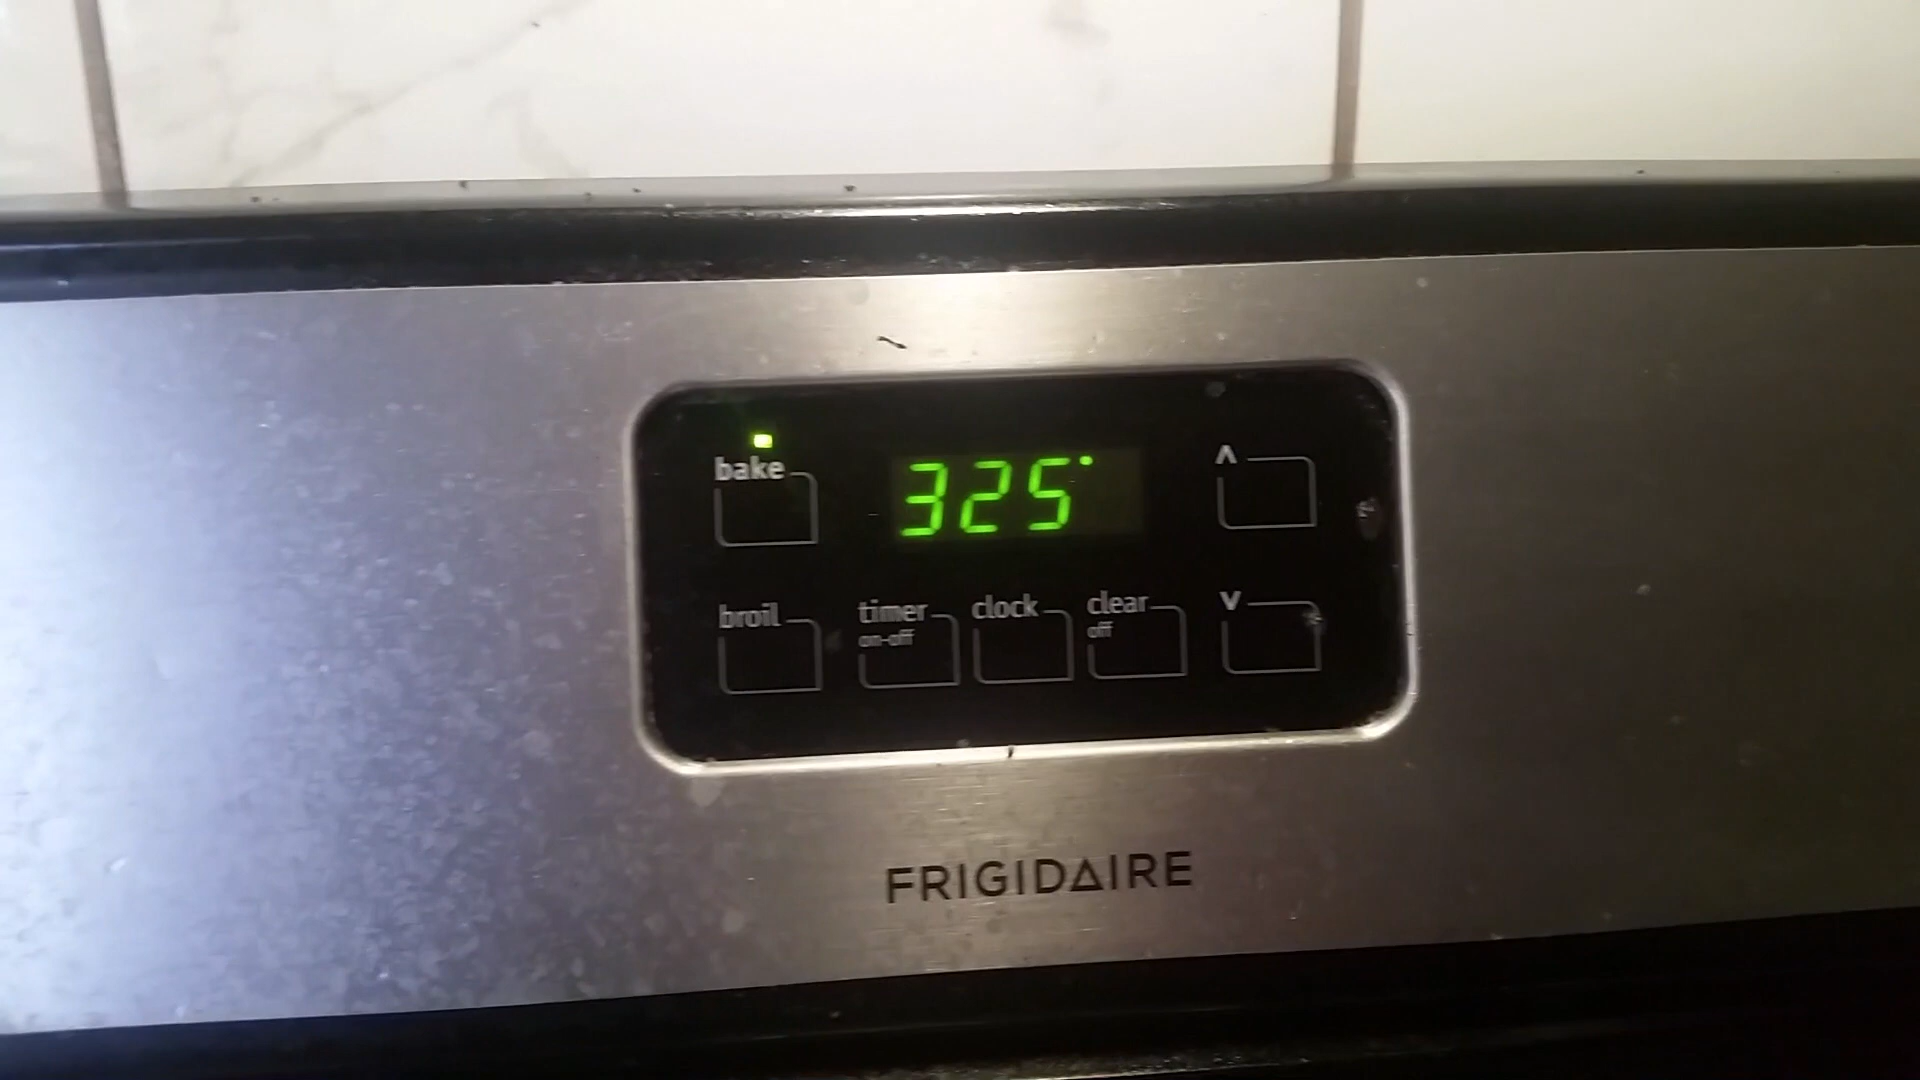 bake
325°
^
broil
timer
on-off
clock
clear
off
v
FRIGIDAIRE